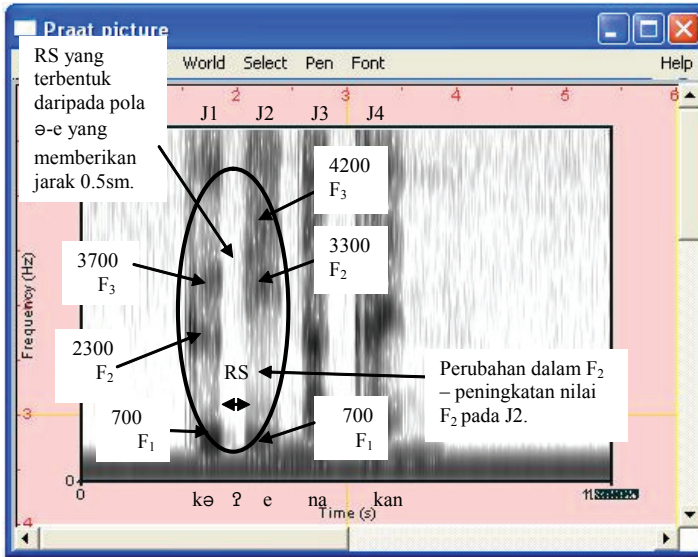 Praat picture
World Select Pen Font Help
RS yang
terbentuk
daripada pola
ə-e yang
memberikan
jarak 0.5sm.
2 3 4 5 6
J1 J2 J3 J4
4200
F₃
3300
F₂
3700
F₃
2300
F₂
RS
Perubahan dalam F₂
– peningkatan nilai
F₂ pada J2.
700
F₁
700
F₁
Frequency (Hz)
-3
-4
0
0
kə ʔ e na kan
Time (s)